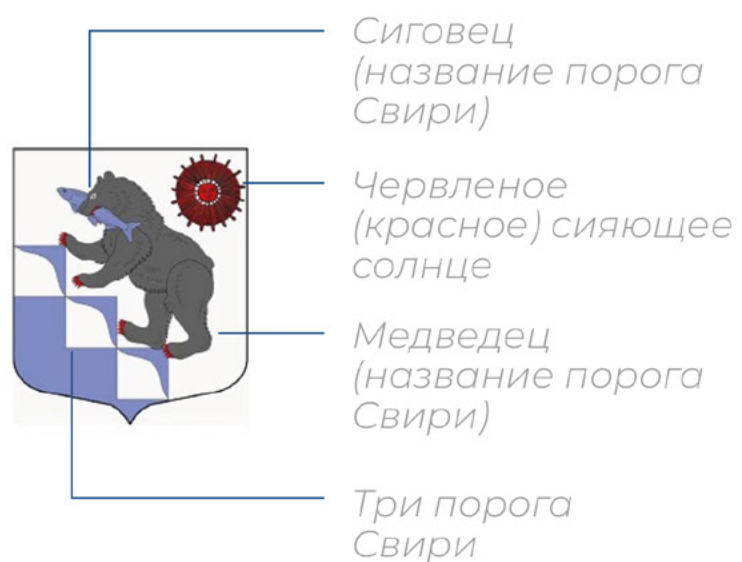 Сиговец
(название порога
Свири)
Червленое
(красное) сияющее
солнце
Медведец
(название порога
Свири)
Три порога
Свири